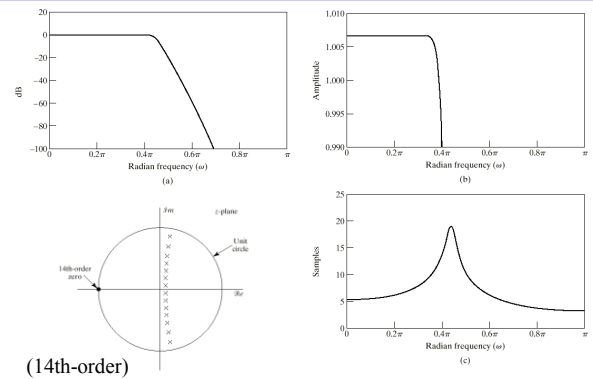 20
0
−20
−40
−60
−80
−100
dB
0 0.2π 0.4π 0.6π 0.8π π
Radian frequency (ω)
(a)
1.010
1.005
1.000
0.995
0.990
Amplitude
0 0.2π 0.4π 0.6π 0.8π π
Radian frequency (ω)
(b)
ℐm
z-plane
Unit
circle
14th-order
zero
ℛe
(14th-order)
25
20
15
10
5
0
Samples
0 0.2π 0.4π 0.6π 0.8π π
Radian frequency (ω)
(c)